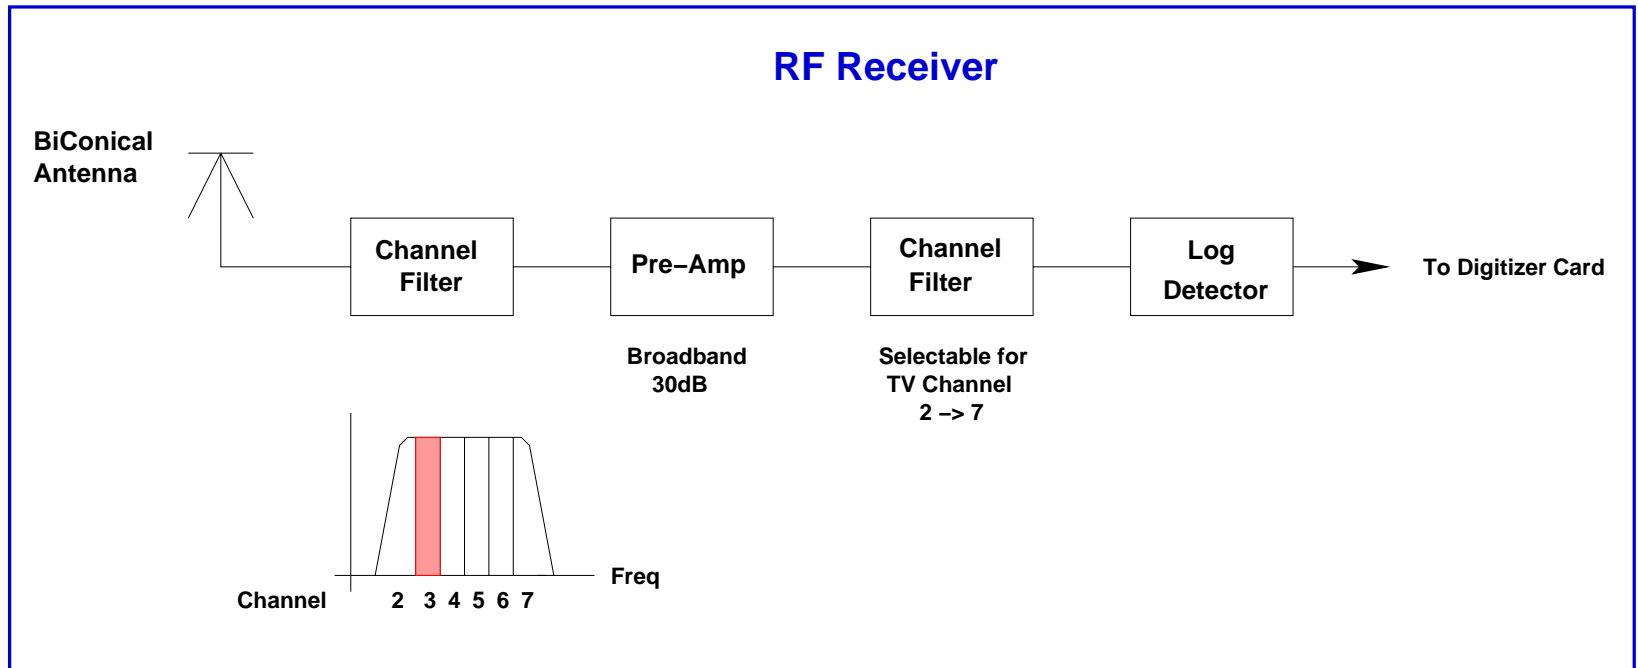 RF Receiver
BiConical
Antenna
Channel
Filter
Pre–Amp
Channel
Filter
Log
Detector
To Digitizer Card
Broadband
30dB
Selectable for
TV Channel
2 –> 7
Freq
Channel 2 3 4 5 6 7